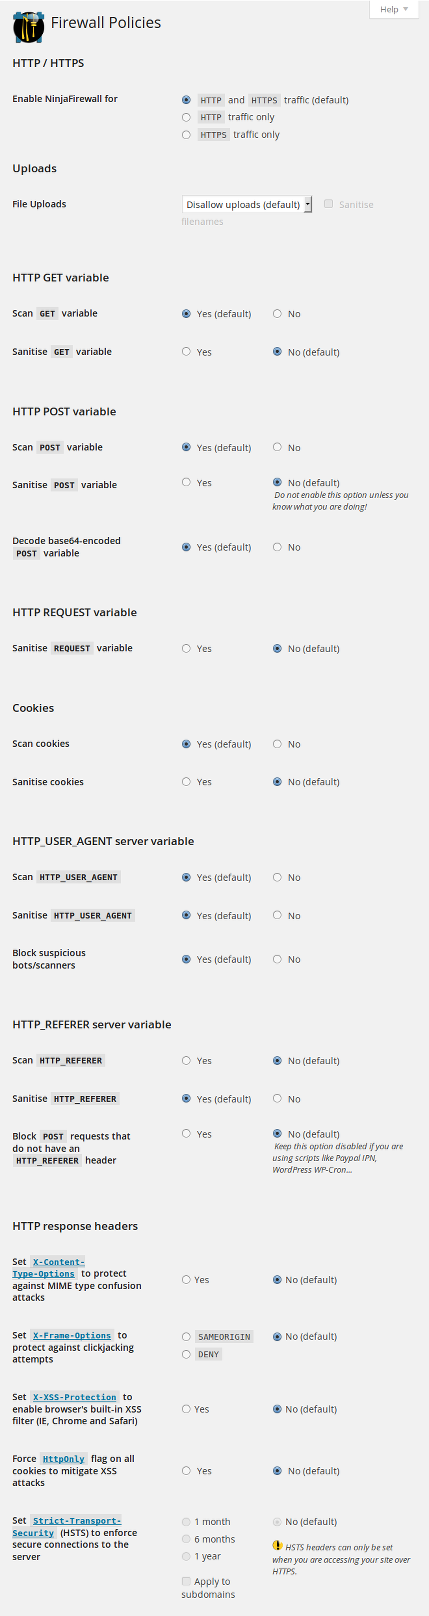 Help
Firewall Policies
HTTP / HTTPS
Enable NinjaFirewall for
HTTP and HTTPS traffic (default)
HTTP traffic only
HTTPS traffic only
Uploads
File Uploads
Disallow uploads (default)
Sanitise
filenames
HTTP GET variable
Scan GET variable
Yes (default) No
Sanitise GET variable
Yes No (default)
HTTP POST variable
Scan POST variable
Yes (default) No
Sanitise POST variable
Yes No (default)
Do not enable this option unless you
know what you are doing!
Decode base64-encoded
POST variable
Yes (default) No
HTTP REQUEST variable
Sanitise REQUEST variable
Yes No (default)
Cookies
Scan cookies
Yes (default) No
Sanitise cookies
Yes No (default)
HTTP_USER_AGENT server variable
Scan HTTP_USER_AGENT
Yes (default) No
Sanitise HTTP_USER_AGENT
Yes (default) No
Block suspicious
bots/scanners
Yes (default) No
HTTP_REFERER server variable
Scan HTTP_REFERER
Yes No (default)
Sanitise HTTP_REFERER
Yes (default) No
Block POST requests that
do not have an
HTTP_REFERER header
Yes No (default)
Keep this option disabled if you are
using scripts like Paypal IPN,
WordPress WP-Cron...
HTTP response headers
Set X-Content-
Type-Options to protect
against MIME type confusion
attacks
Yes No (default)
Set X-Frame-Options to
protect against clickjacking
attempts
SAMEORIGIN No (default)
DENY
Set X-XSS-Protection to
enable browser's built-in XSS
filter (IE, Chrome and Safari)
Yes No (default)
Force HttpOnly flag on all
cookies to mitigate XSS
attacks
Yes No (default)
Set Strict-Transport-
Security (HSTS) to enforce
secure connections to the
server
1 month No (default)
6 months
1 year
Apply to
subdomains
HSTS headers can only be set
when you are accessing your site over
HTTPS.